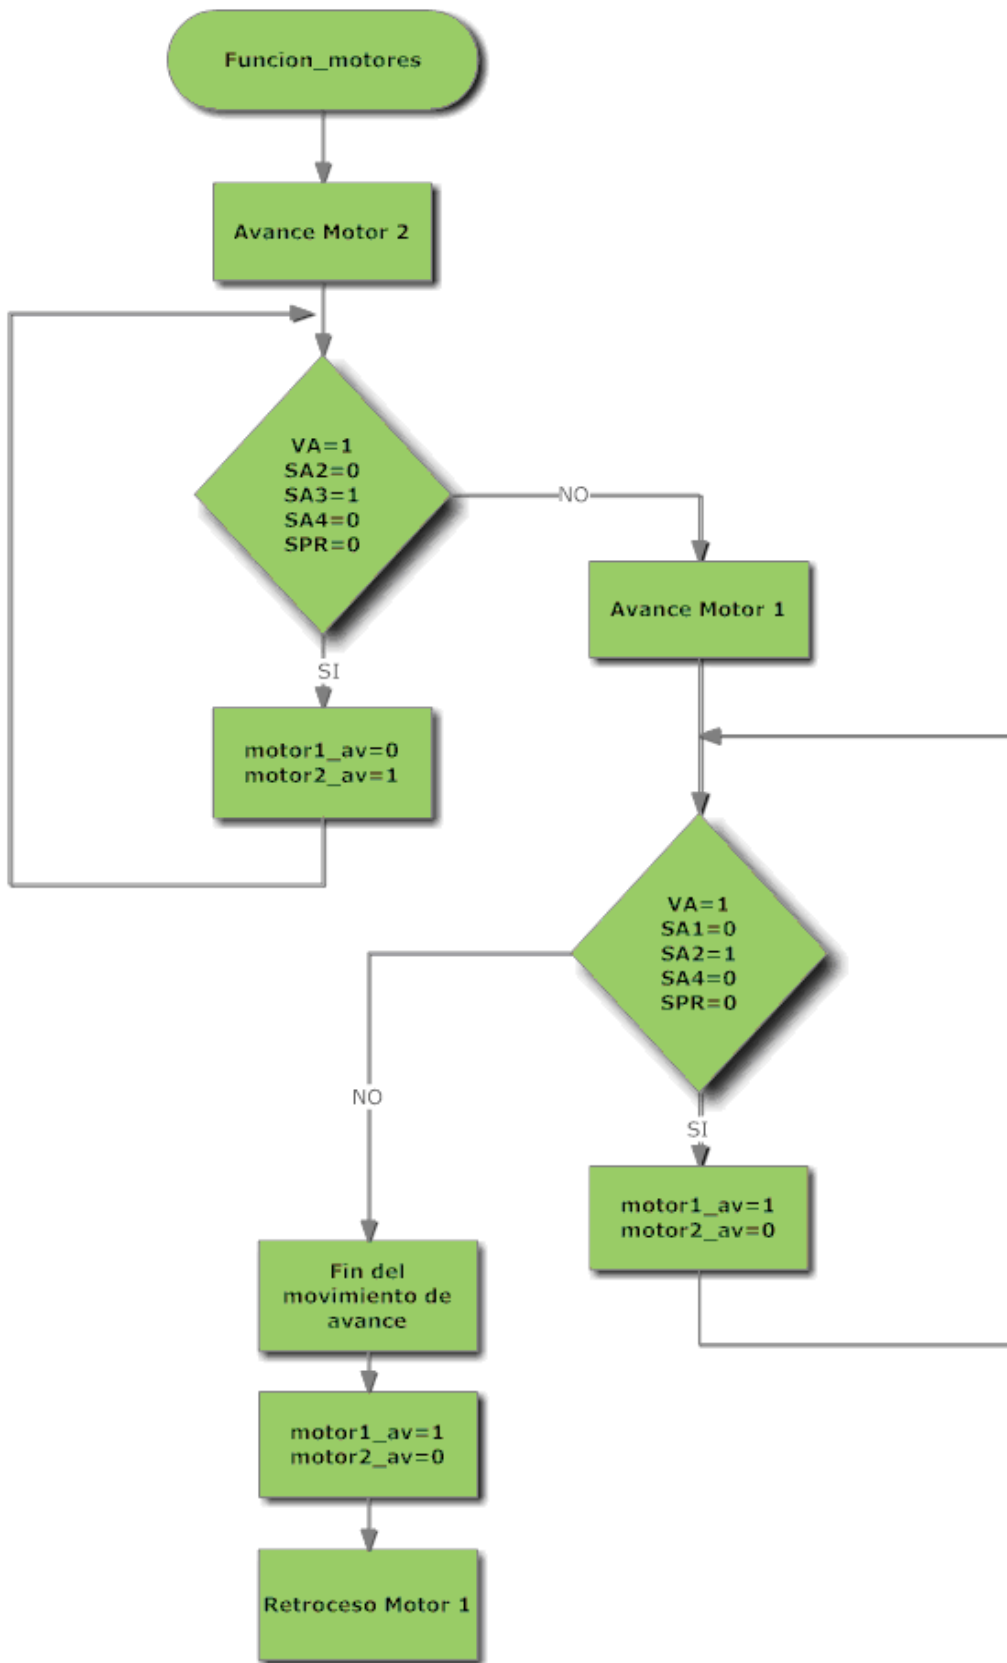 Funcion_motores
Avance Motor 2
VA=1
SA2=0
SA3=1
SA4=0
SPR=0
NO
SI
motor1_av=0
motor2_av=1
Avance Motor 1
VA=1
SA1=0
SA2=1
SA4=0
SPR=0
NO
SI
motor1_av=1
motor2_av=0
Fin del
movimiento de
avance
motor1_av=1
motor2_av=0
Retroceso Motor 1